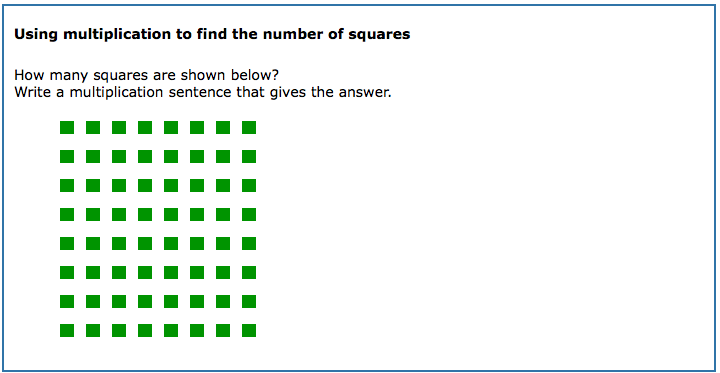 Using multiplication to find the number of squares
How many squares are shown below?
Write a multiplication sentence that gives the answer.